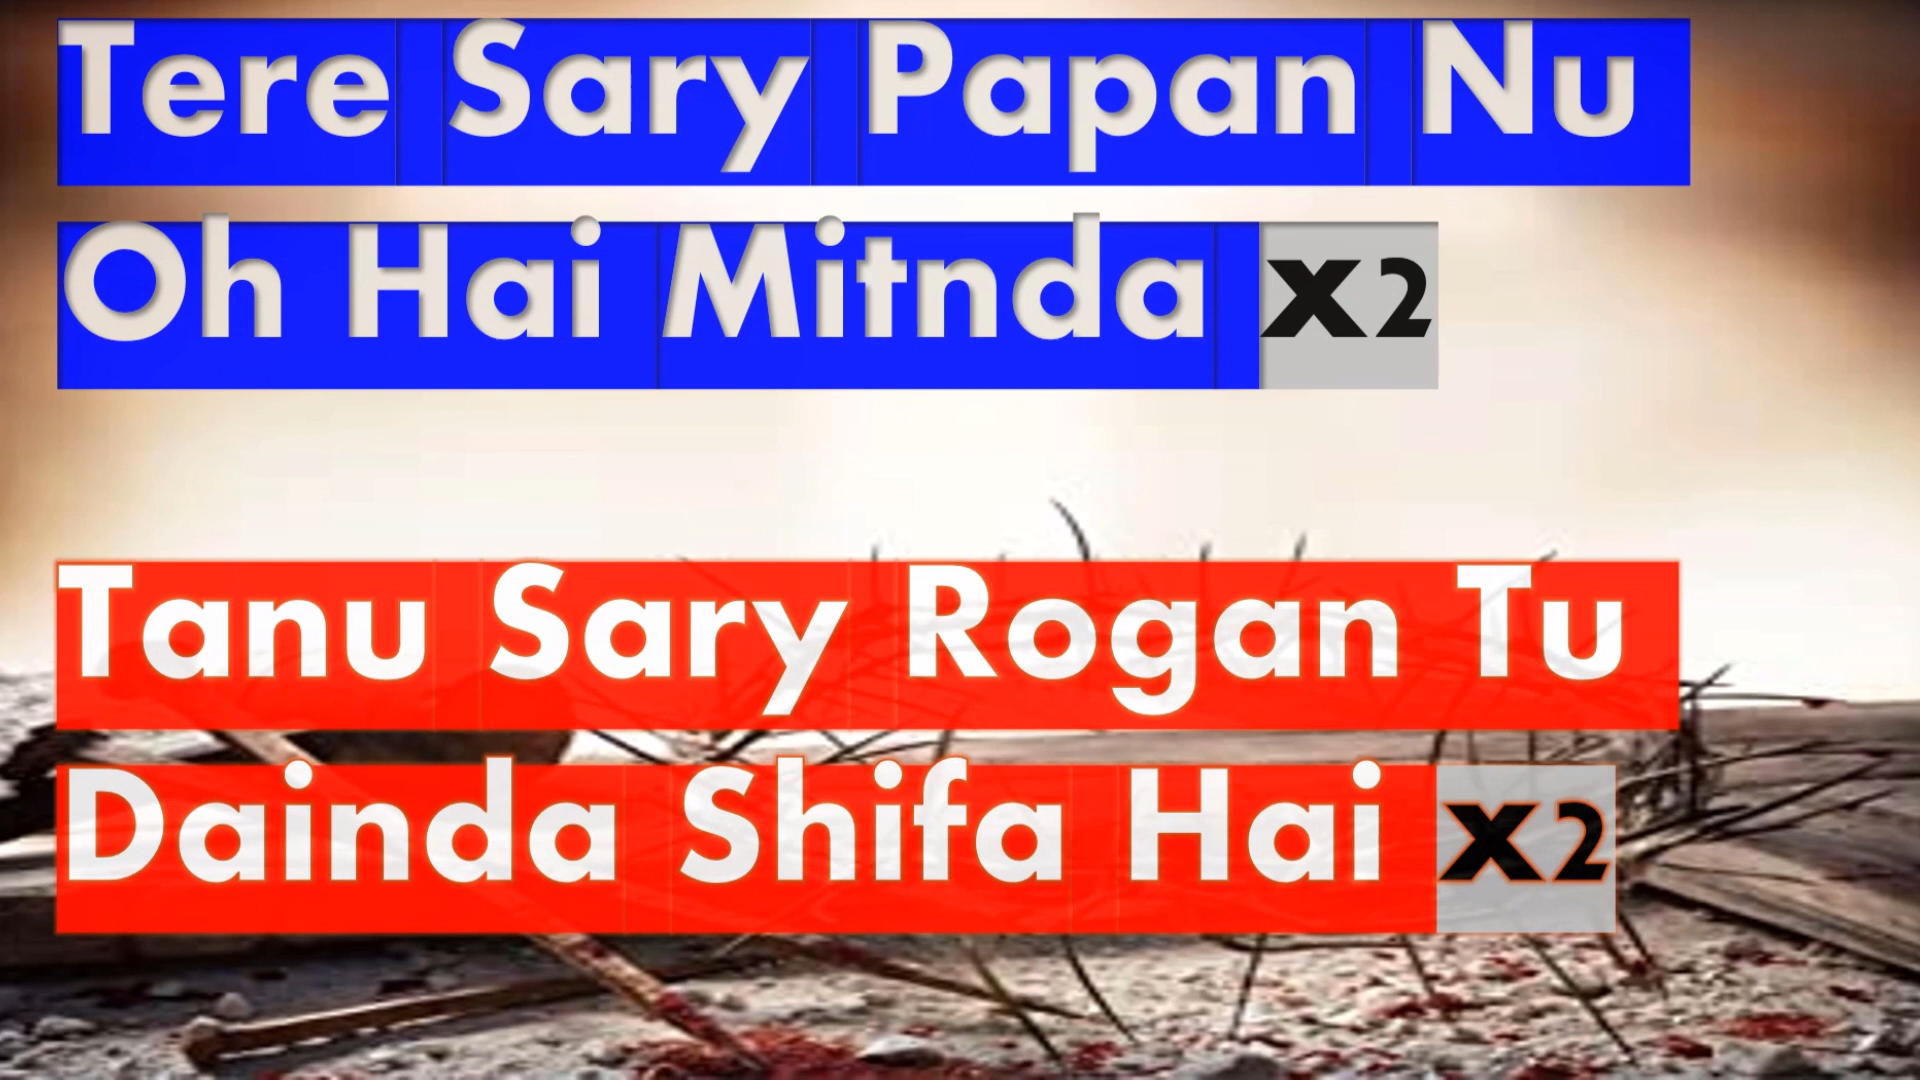 Tere Sary Papan Nu
Oh Hai Mitnda x2
Tanu Sary Rogan Tu
Dainda Shifa Hai x2